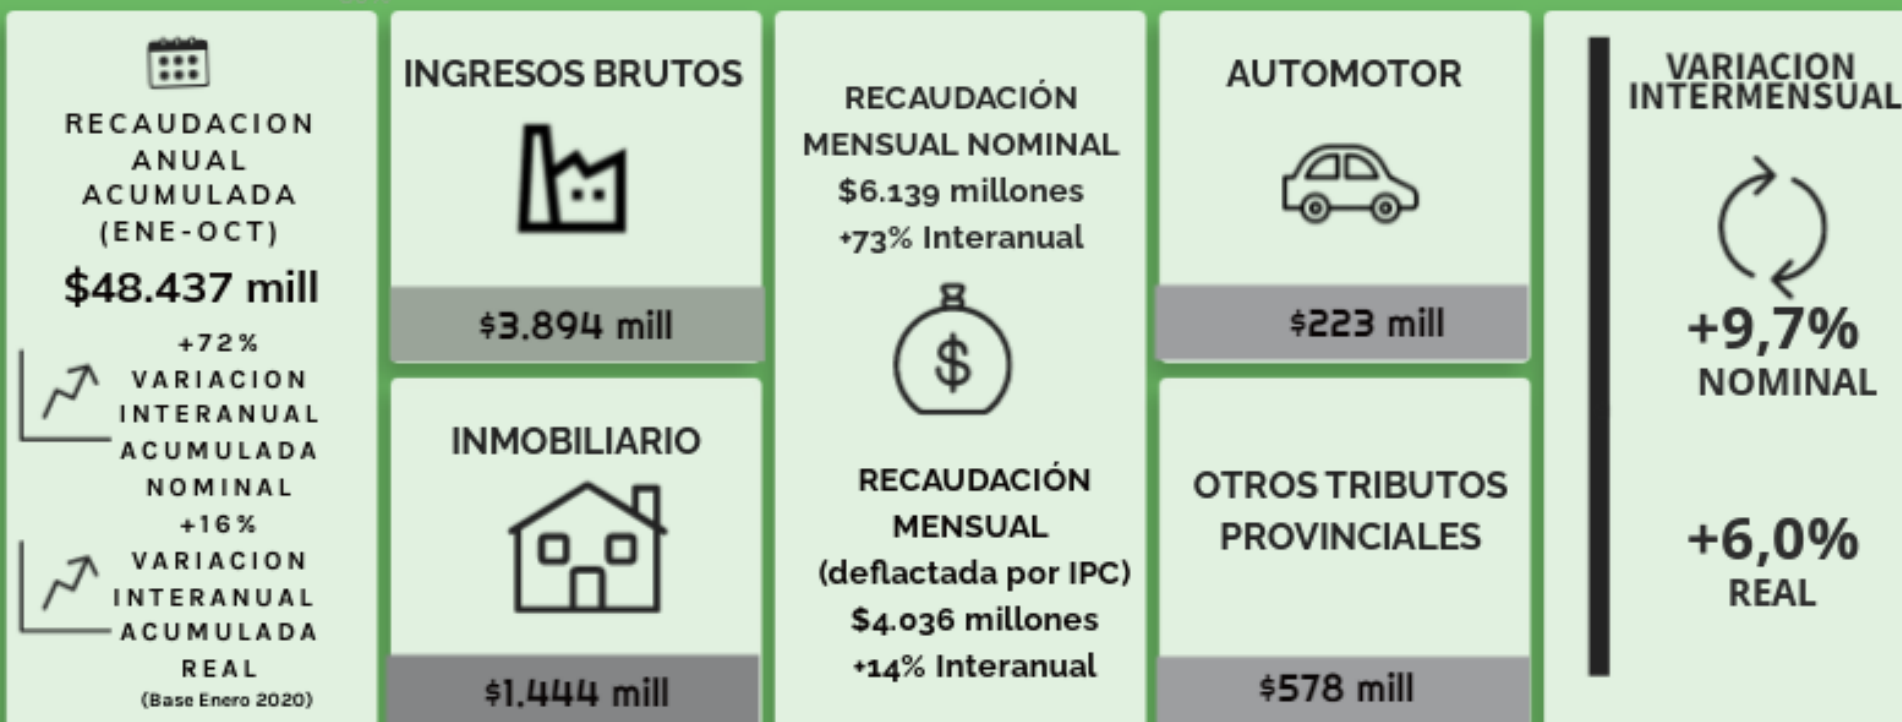 RECAUDACION
ANUAL
ACUMULADA
(ENE-OCT)
$48.437 mill
+72%
VARIACION
INTERANUAL
ACUMULADA
NOMINAL
+16%
VARIACION
INTERANUAL
ACUMULADA
REAL
(Base Enero 2020)
INGRESOS BRUTOS
$3.894 mill
INMOBILIARIO
$1.444 mill
RECAUDACIÓN
MENSUAL NOMINAL
$6.139 millones
+73% Interanual
$
RECAUDACIÓN
MENSUAL
(deflactada por IPC)
$4.036 millones
+14% Interanual
AUTOMOTOR
$223 mill
OTROS TRIBUTOS
PROVINCIALES
$578 mill
VARIACION
INTERMENSUAL
+9,7%
NOMINAL
+6,0%
REAL